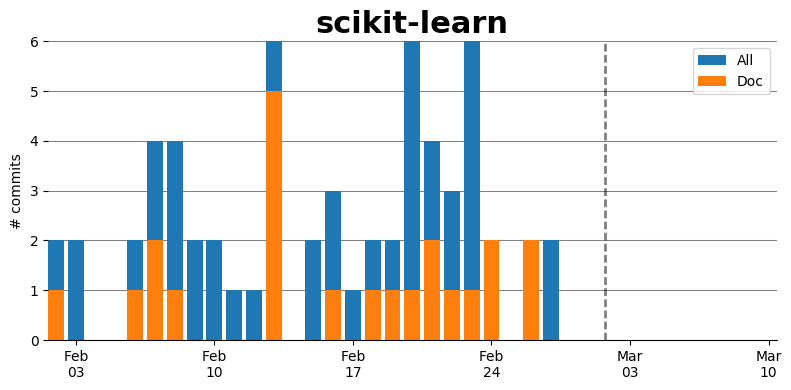 scikit-learn
All
Doc
# commits
6
5
4
3
2
1
0
Feb
03
Feb
10
Feb
17
Feb
24
Mar
03
Mar
10